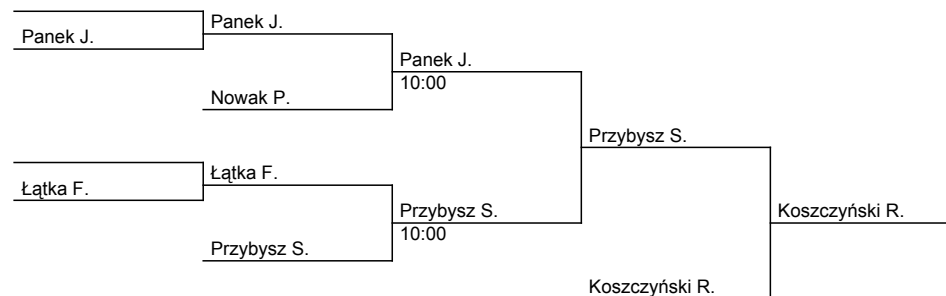 Panek J.
Panek J.
Panek J.
10:00
Nowak P.
Przybysz S.
Łątka F.
Łątka F.
Przybysz S.
10:00
Koszczyński R.
Przybysz S.
Koszczyński R.